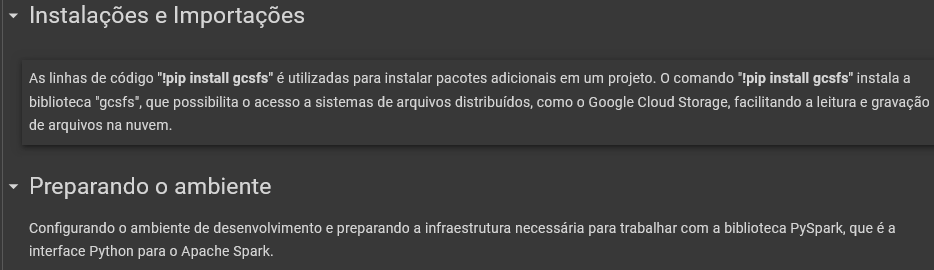 Instalações e Importações
As linhas de código "!pip install gcsfs" é utilizadas para instalar pacotes adicionais em um projeto. O comando "!pip install gcsfs" instala a
biblioteca "gcsfs", que possibilita o acesso a sistemas de arquivos distribuídos, como o Google Cloud Storage, facilitando a leitura e gravação
de arquivos na nuvem.
Preparando o ambiente
Configurando o ambiente de desenvolvimento e preparando a infraestrutura necessária para trabalhar com a biblioteca PySpark, que é a
interface Python para o Apache Spark.